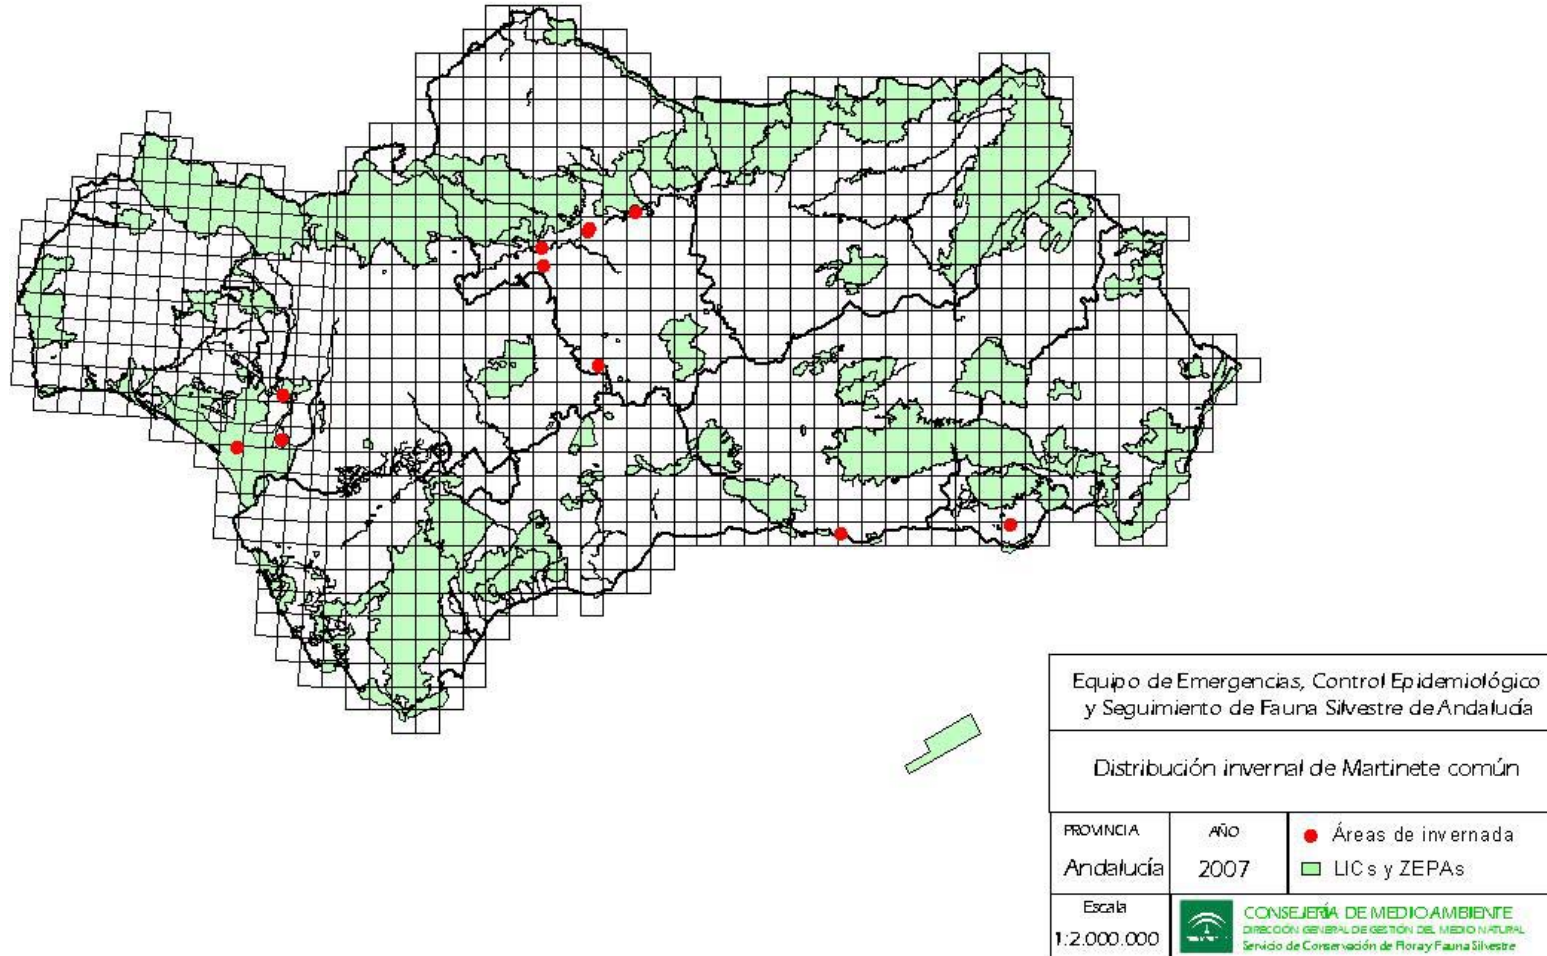 Equipo de Emergencias, Control Epidemiológico
y Seguimiento de Fauna Silvestre de Andalucía
Distribución invernal de Martinete común
PROVINCIA
Andalucía
AÑO
2007
Áreas de invernada
LICs y ZEPAs
Escala
1:2.000.000
CONSEJERÍA DE MEDIO AMBIENTE
DIRECCIÓN GENERAL DE GESTIÓN DEL MEDIO NATURAL
Servicio de Conservación de Flora y Fauna Silvestre